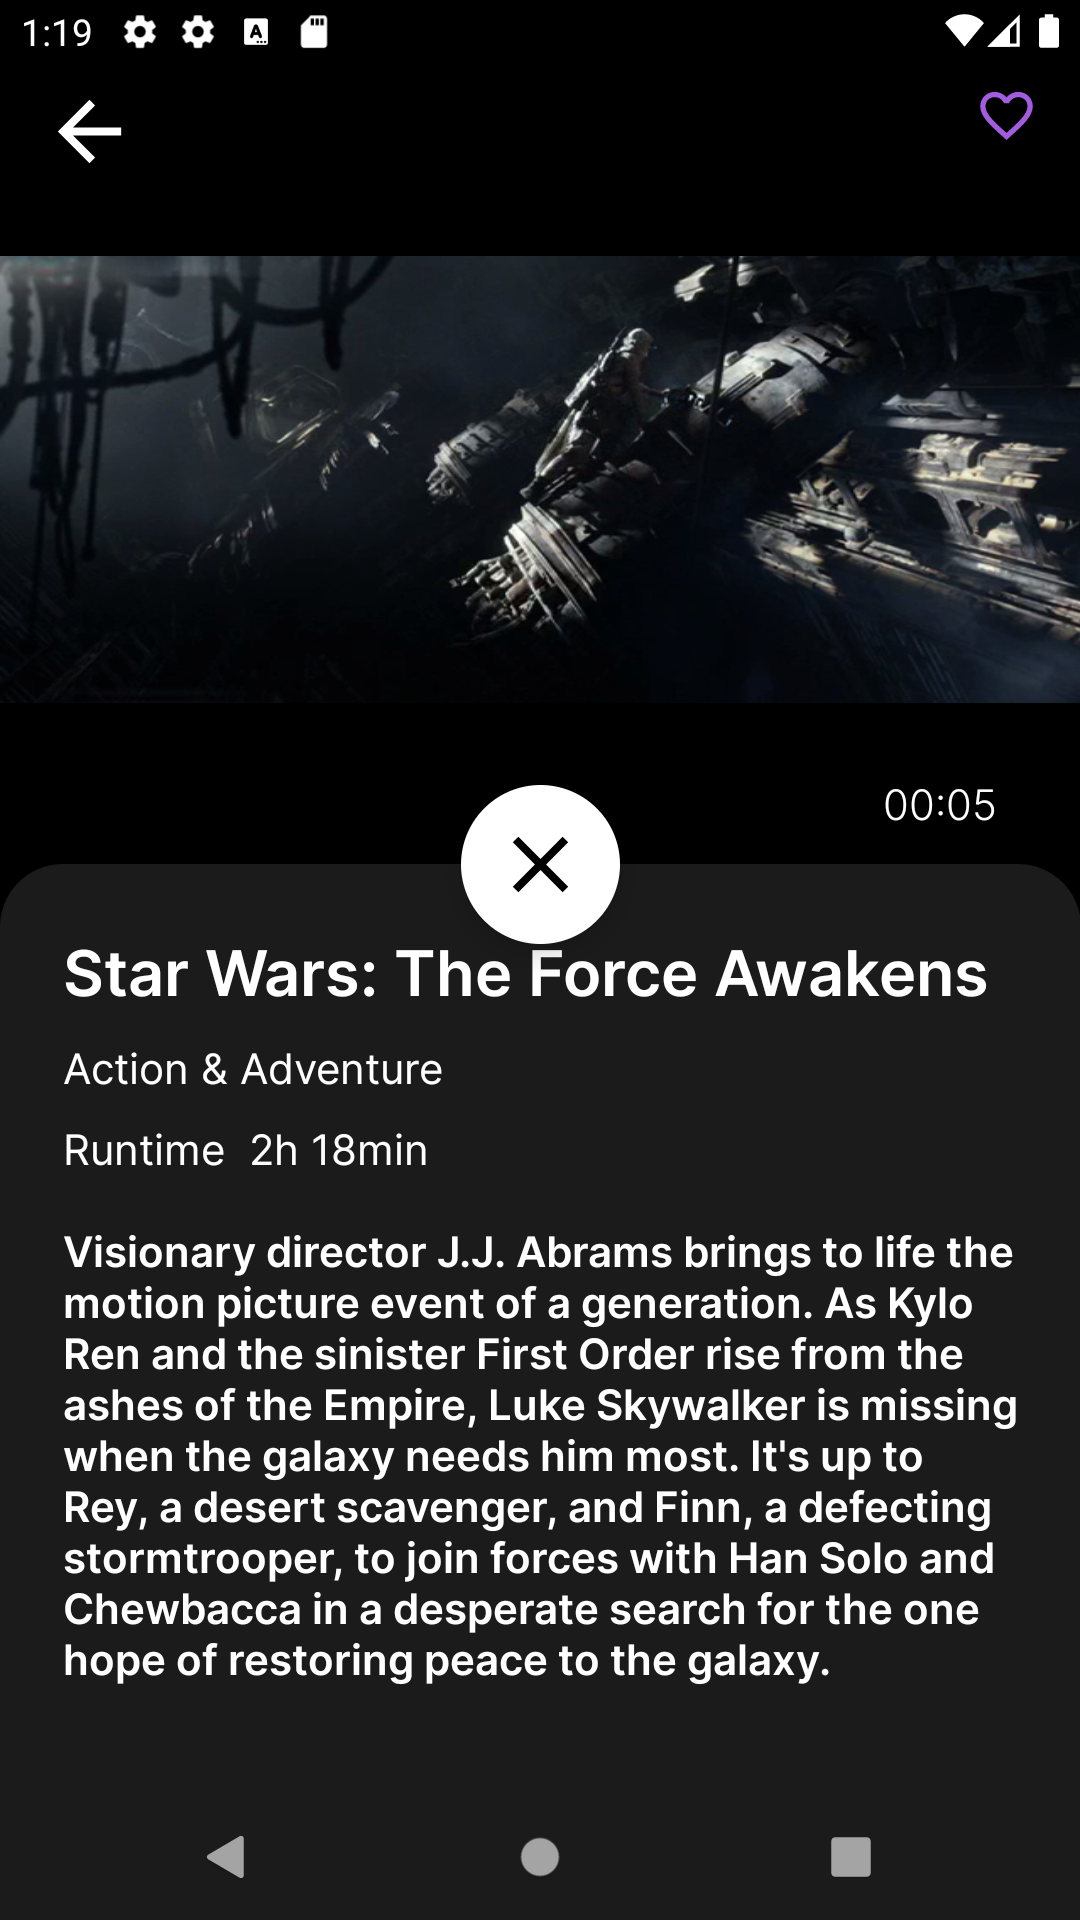 1:19
00:05
Star Wars: The Force Awakens
Action & Adventure
Runtime 2h 18min
Visionary director J.J. Abrams brings to life the
motion picture event of a generation. As Kylo
Ren and the sinister First Order rise from the
ashes of the Empire, Luke Skywalker is missing
when the galaxy needs him most. It's up to
Rey, a desert scavenger, and Finn, a defecting
stormtrooper, to join forces with Han Solo and
Chewbacca in a desperate search for the one
hope of restoring peace to the galaxy.